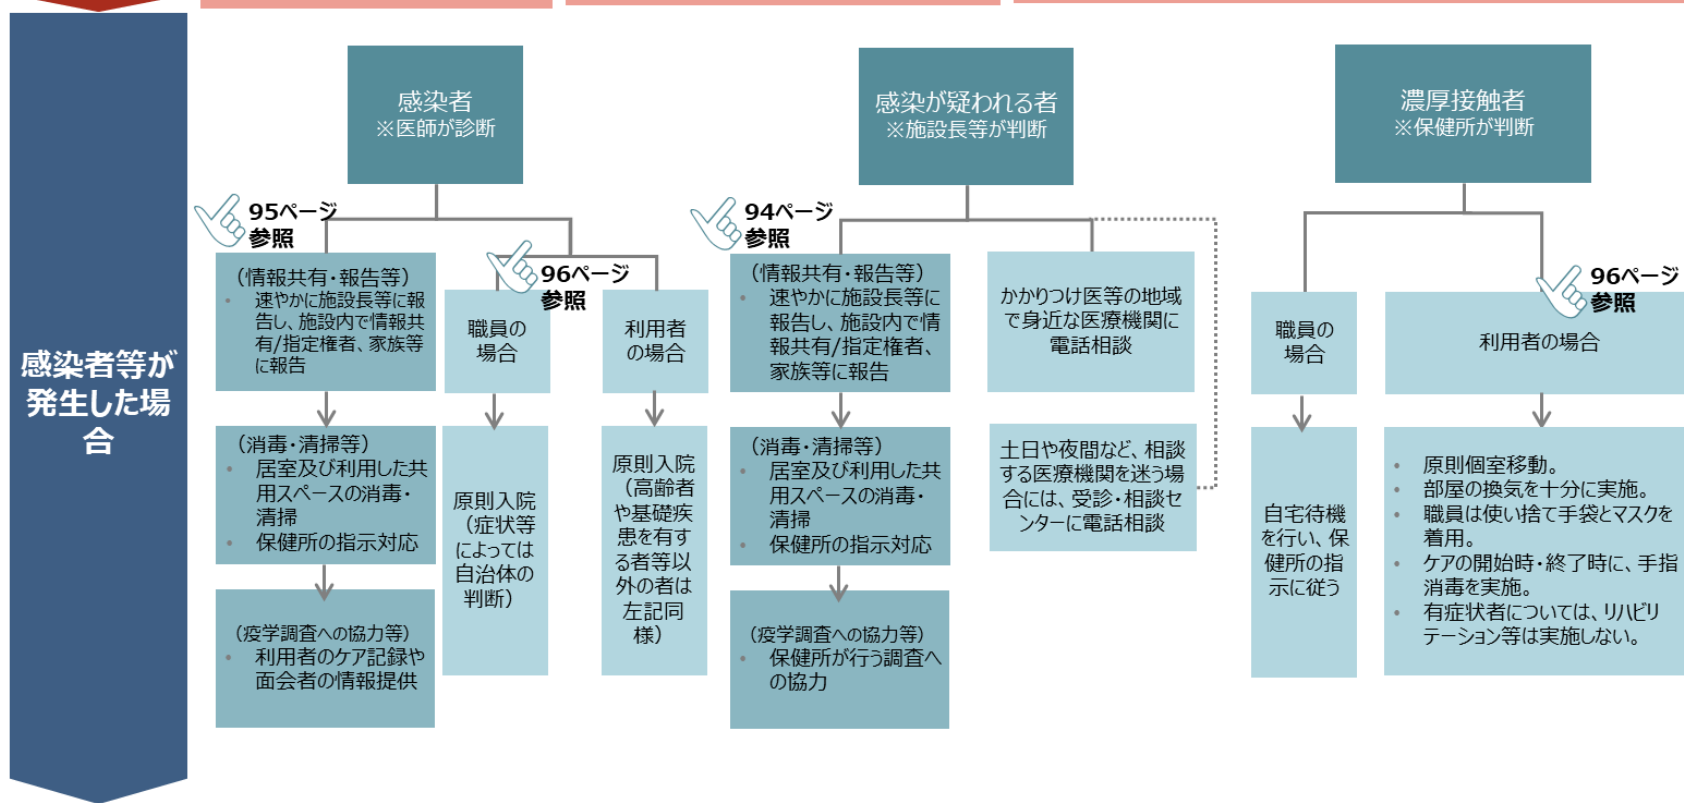 感染者等が
発生した場
合
感染者
※医師が診断
95ページ
参照
（情報共有・報告等）
• 速やかに施設長等に報
告し、施設内で情報共
有/指定権者、家族等
に報告
（消毒・清掃等）
• 居室及び利用した共
用スペースの消毒・
清掃
• 保健所の指示対応
（疫学調査への協力等）
• 利用者のケア記録や
面会者の情報提供
96ページ
参照
職員の
場合
原則入院
（症状等
によっては
自治体の
判断）
利用者
の場合
原則入院
（高齢者
や基礎疾
患を有す
る者等以
外の者は
左記同
様）
感染が疑われる者
※施設長等が判断
94ページ
参照
（情報共有・報告等）
• 速やかに施設長等に
報告し、施設内で情
報共有/指定権者、
家族等に報告
（消毒・清掃等）
• 居室及び利用した共
用スペースの消毒・
清掃
• 保健所の指示対応
（疫学調査への協力等）
• 保健所が行う調査へ
の協力
かかりつけ医等の地域
で身近な医療機関に
電話相談
土日や夜間など、相談
する医療機関を迷う場
合には、受診・相談セ
ンターに電話相談
濃厚接触者
※保健所が判断
職員の
場合
自宅待機
を行い、保
健所の指
示に従う
96ページ
参照
利用者の場合
• 原則個室移動。
• 部屋の換気を十分に実施。
• 職員は使い捨て手袋とマスクを
着用。
• ケアの開始時・終了時に、手指
消毒を実施。
• 有症状者については、リハビリ
テーション等は実施しない。